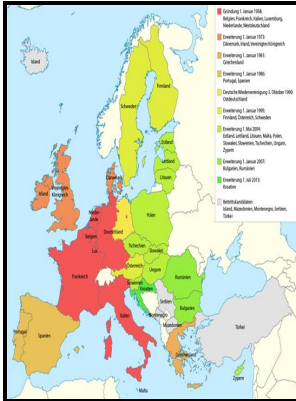 Gründung 1. Januar 1958:
Belgien, Frankreich, Italien, Luxemburg,
Niederlande, Westdeutschland
Erweiterung 1. Januar 1973:
Dänemark, Irland, Vereinigtes Königreich
Erweiterung 1. Januar 1981:
Griechenland
Erweiterung 1. Januar 1986:
Portugal, Spanien
Deutsche Wiedervereinigung 3. Oktober 1990:
Ostdeutschland
Erweiterung 1. Januar 1995:
Finnland, Österreich, Schweden
Erweiterung 1. Mai 2004:
Estland, Lettland, Litauen, Malta, Polen,
Slowakei, Slowenien, Tschechien, Ungarn,
Zypern
Erweiterung 1. Januar 2007:
Bulgarien, Rumänien
Erweiterung 1. Juli 2013:
Kroatien
Beitrittskandidaten
Island, Mazedonien, Montenegro, Serbien,
Türkei
Island
Finnland
Schweden
Estland
Lettland
Litauen
Dänemark
Irland
Vereinigtes
Königreich
Nieder-
lande
Polen
Deutschland
Belgien
Lux.
Tschechien
Slowakei
Frankreich
Österreich
Ungarn
Slowenien
Kroatien
Rumänien
Serbien
Bulgarien
Montenegro
Mazedonien
Italien
Portugal
Spanien
Türkei
Griechenland
Malta
Zypern